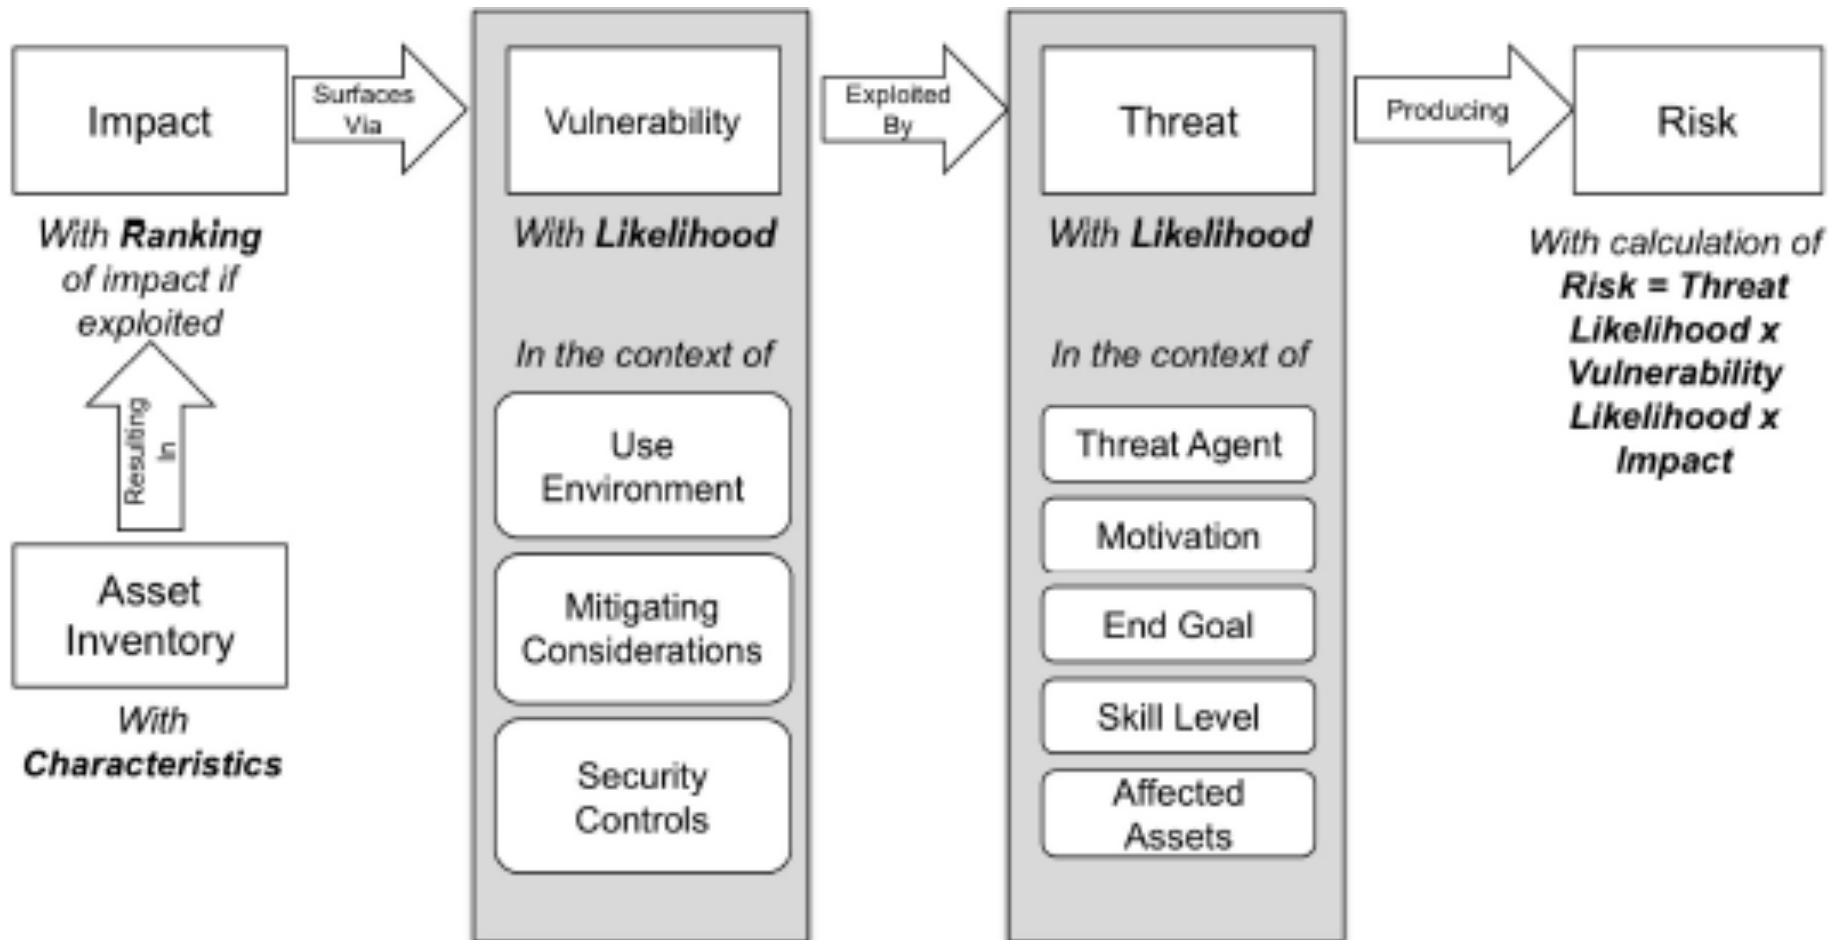 Impact
With Ranking
of impact if
exploited
Resulting
In
Asset
Inventory
With
Characteristics
Surfaces
Via
Vulnerability
With Likelihood
In the context of
Use
Environment
Mitigating
Considerations
Security
Controls
Exploited
By
Threat
With Likelihood
In the context of
Threat Agent
Motivation
End Goal
Skill Level
Affected
Assets
Producing
Risk
With calculation of
Risk = Threat
Likelihood x
Vulnerability
Likelihood x
Impact